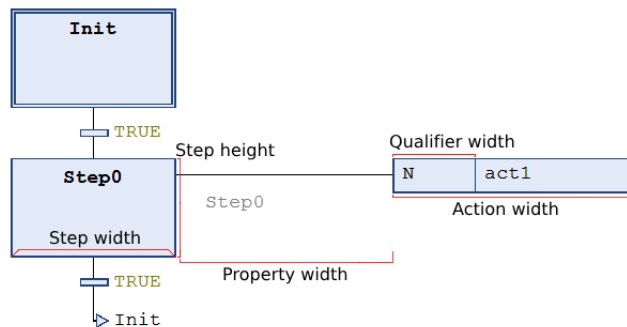 Init
TRUE
Step height
Qualifier width
Step0
N act1
Step0
Action width
Step width
Property width
TRUE
Init